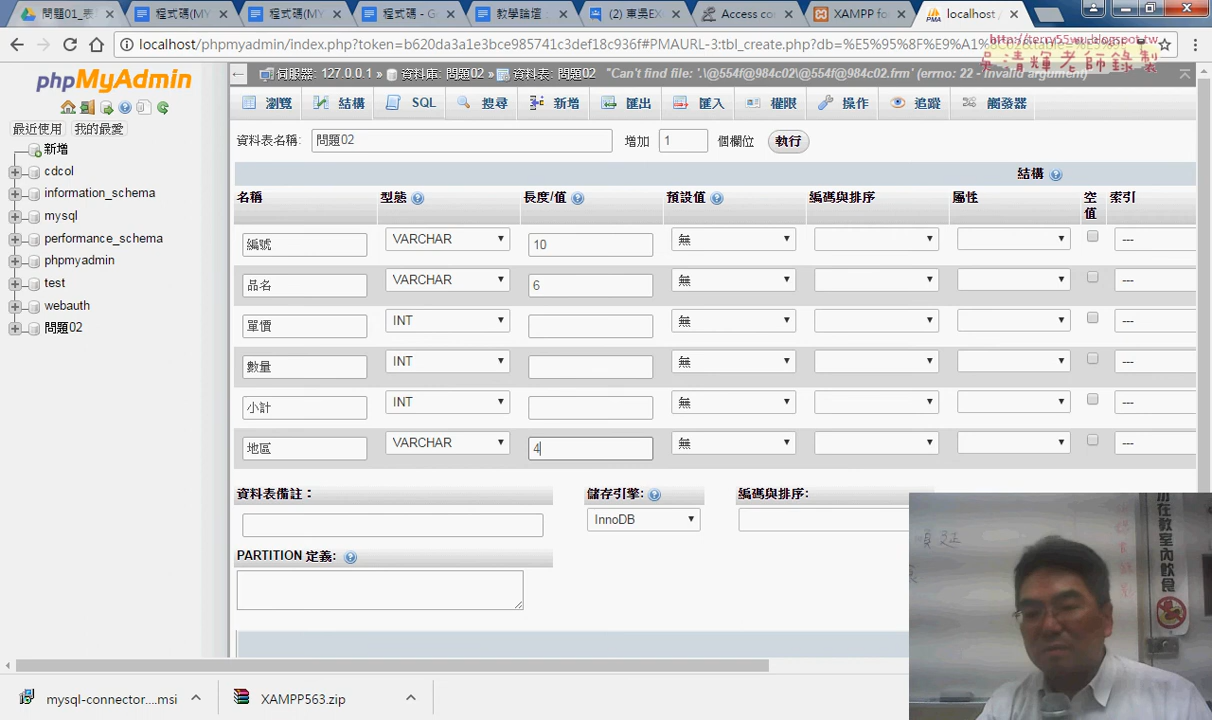 問題01_表
程式碼(MY
程式碼(MY
程式碼 - G
教學論壇
(2) 東吳EX
Access co
XAMPP fo
localhost /
localhost/phpmyadmin/index.php?token=b620da3a1e3bce985741c3def18c936f#PMAURL-3:tbl_create.php?db=%E5%95%8F%E9%A1%8C02&table=%E5%
http://terry55wu.blogspot.tw
吳清輝老師錄製
phpMyAdmin
最近使用 我的最愛
新增
cdcol
information_schema
mysql
performance_schema
phpmyadmin
test
webauth
問題02
伺服器: 127.0.0.1 » 資料庫: 問題02 » 資料表: 問題02 "Can't find file: '.\@554f@984c02\@554f@984c02.frm' (errno: 22 - Invalid argument)
瀏覽 結構 SQL 搜尋 新增 匯出 匯入 權限 操作 追蹤 觸發器
資料表名稱: 問題02 增加 1 個欄位 執行
結構
名稱 型態 長度/值 預設值 編碼與排序 屬性 空值 索引
編號 VARCHAR 10 無 ---
品名 VARCHAR 6 無 ---
單價 INT 無 ---
數量 INT 無 ---
小計 INT 無 ---
地區 VARCHAR 4 無 ---
資料表備註： 儲存引擎: 編碼與排序:
InnoDB
PARTITION 定義:
在教室內飲食
mysql-connector....msi
XAMPP563.zip